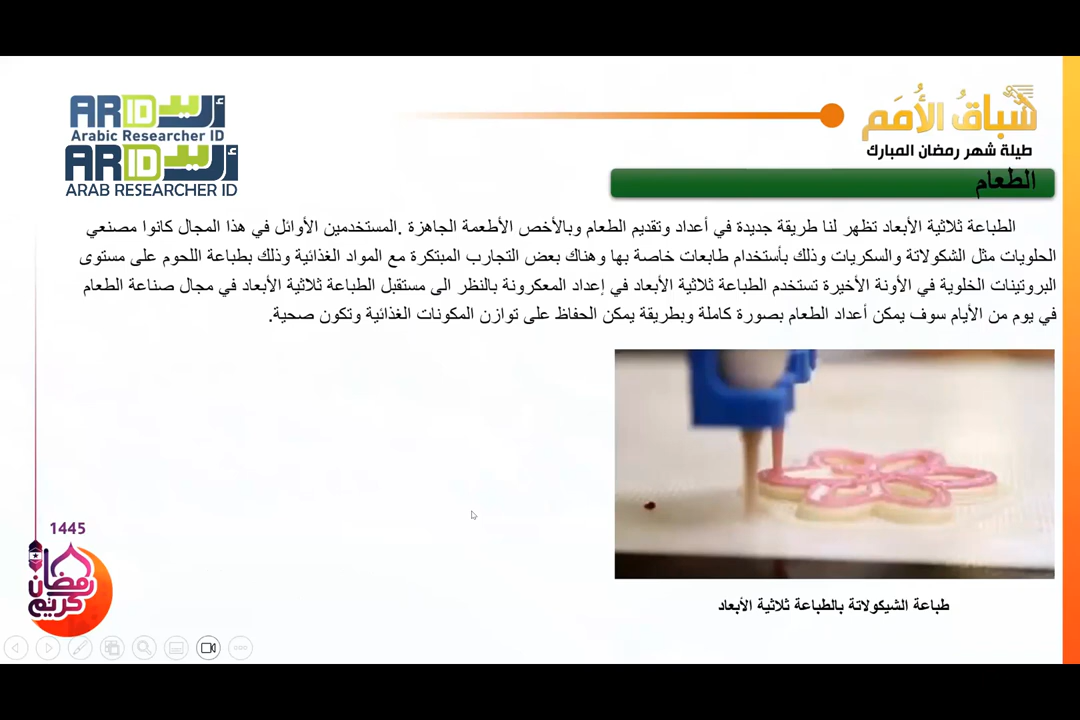 ARID أريد
Arabic Researcher ID
ARID أريد
ARAB RESEARCHER ID
سباقُ الأُمَم
طيلة شهر رمضان المبارك
الطعام
الطباعة ثلاثية الأبعاد تظهر لنا طريقة جديدة في أعداد وتقديم الطعام وبالأخص الأطعمة الجاهزة .المستخدمين الأوائل في هذا المجال كانوا مصنعي
الحلويات مثل الشكولاتة والسكريات وذلك بأستخدام طابعات خاصة بها وهناك بعض التجارب المبتكرة مع المواد الغذائية وذلك بطباعة اللحوم على مستوى
البروتينات الخلوية في الأونة الأخيرة تستخدم الطباعة ثلاثية الأبعاد في إعداد المعكرونة بالنظر الى مستقبل الطباعة ثلاثية الأبعاد في مجال صناعة الطعام
في يوم من الأيام سوف يمكن أعداد الطعام بصورة كاملة وبطريقة يمكن الحفاظ على توازن المكونات الغذائية وتكون صحية.
طباعة الشيكولاتة بالطباعة ثلاثية الأبعاد
1445
رمضان
كريم